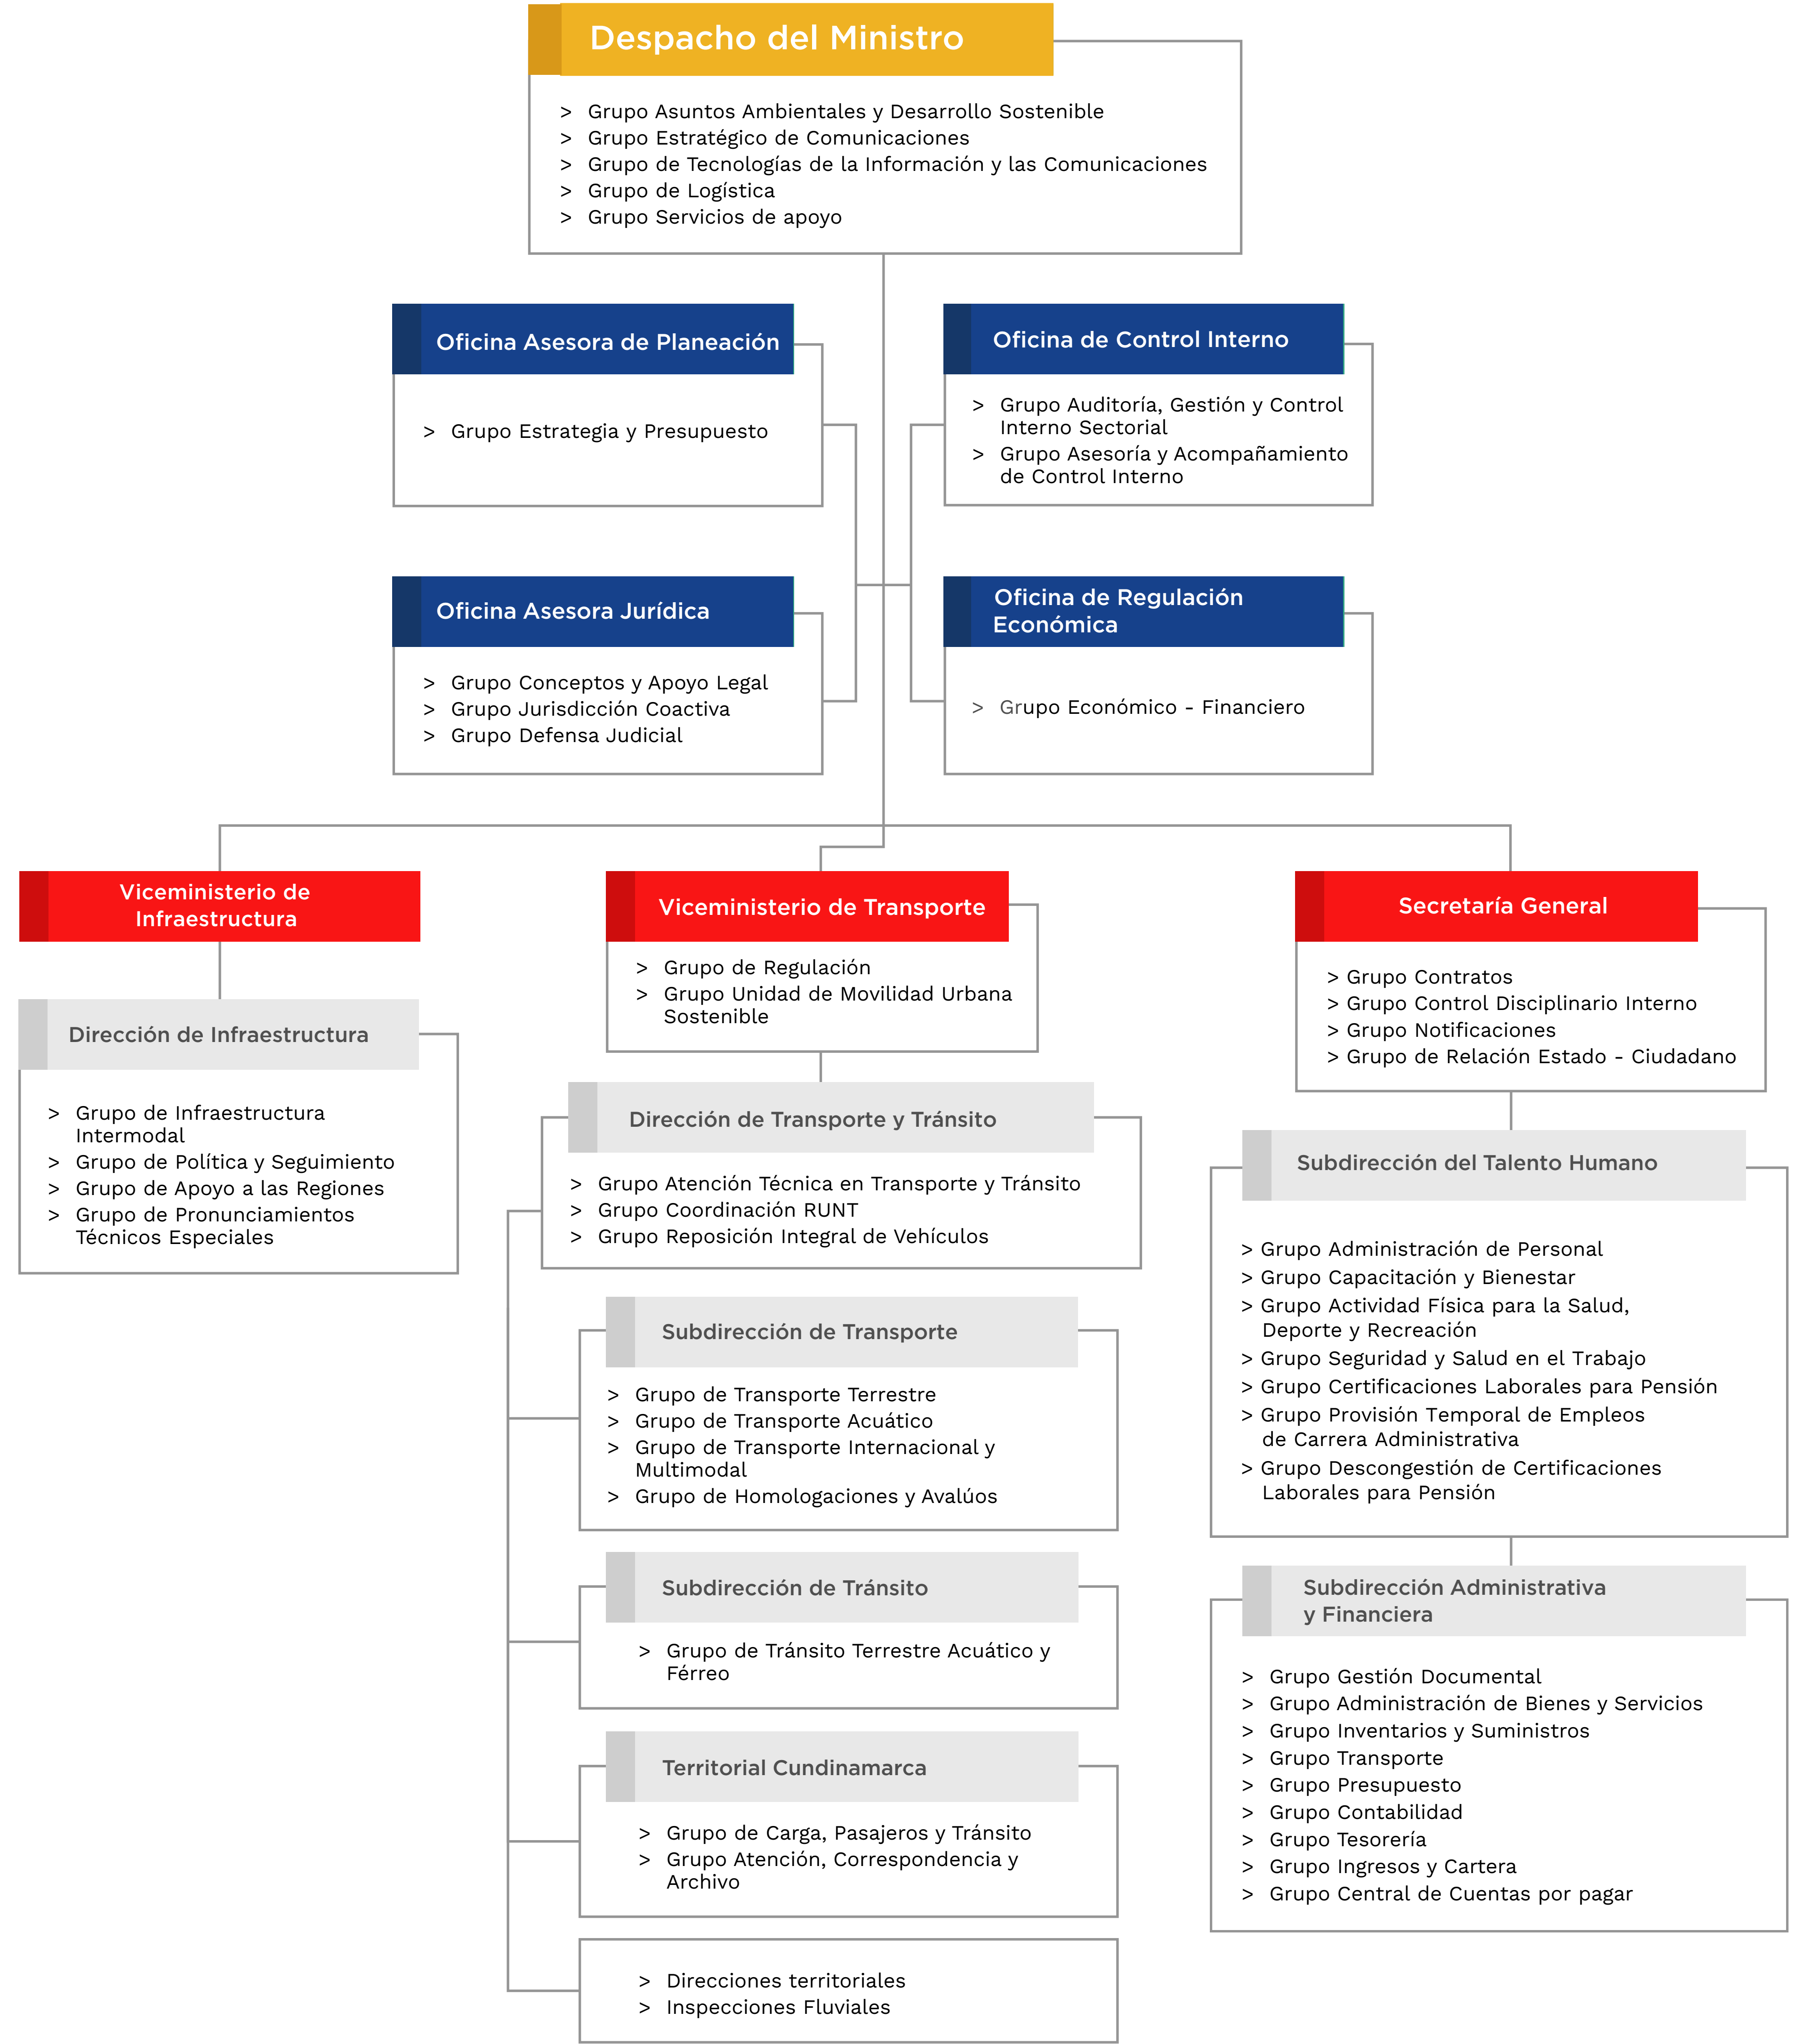 Despacho del Ministro
> Grupo Asuntos Ambientales y Desarrollo Sostenible
> Grupo Estratégico de Comunicaciones
> Grupo de Tecnologías de la Información y las Comunicaciones
> Grupo de Logística
> Grupo Servicios de apoyo
Oficina Asesora de Planeación
> Grupo Estrategia y Presupuesto
Oficina de Control Interno
> Grupo Auditoría, Gestión y Control
Interno Sectorial
> Grupo Asesoría y Acompañamiento
de Control Interno
Oficina Asesora Jurídica
> Grupo Conceptos y Apoyo Legal
> Grupo Jurisdicción Coactiva
> Grupo Defensa Judicial
Oficina de Regulación
Económica
> Grupo Económico - Financiero
Viceministerio de
Infraestructura
Dirección de Infraestructura
> Grupo de Infraestructura
Intermodal
> Grupo de Política y Seguimiento
> Grupo de Apoyo a las Regiones
> Grupo de Pronunciamientos
Técnicos Especiales
Viceministerio de Transporte
> Grupo de Regulación
> Grupo Unidad de Movilidad Urbana
Sostenible
Dirección de Transporte y Tránsito
> Grupo Atención Técnica en Transporte y Tránsito
> Grupo Coordinación RUNT
> Grupo Reposición Integral de Vehículos
Subdirección de Transporte
> Grupo de Transporte Terrestre
> Grupo de Transporte Acuático
> Grupo de Transporte Internacional y
Multimodal
> Grupo de Homologaciones y Avalúos
Subdirección de Tránsito
> Grupo de Tránsito Terrestre Acuático y
Férreo
Territorial Cundinamarca
> Grupo de Carga, Pasajeros y Tránsito
> Grupo Atención, Correspondencia y
Archivo
> Direcciones territoriales
> Inspecciones Fluviales
Secretaría General
> Grupo Contratos
> Grupo Control Disciplinario Interno
> Grupo Notificaciones
> Grupo de Relación Estado - Ciudadano
Subdirección del Talento Humano
> Grupo Administración de Personal
> Grupo Capacitación y Bienestar
> Grupo Actividad Física para la Salud,
Deporte y Recreación
> Grupo Seguridad y Salud en el Trabajo
> Grupo Certificaciones Laborales para Pensión
> Grupo Provisión Temporal de Empleos
de Carrera Administrativa
> Grupo Descongestión de Certificaciones
Laborales para Pensión
Subdirección Administrativa
y Financiera
> Grupo Gestión Documental
> Grupo Administración de Bienes y Servicios
> Grupo Inventarios y Suministros
> Grupo Transporte
> Grupo Presupuesto
> Grupo Contabilidad
> Grupo Tesorería
> Grupo Ingresos y Cartera
> Grupo Central de Cuentas por pagar